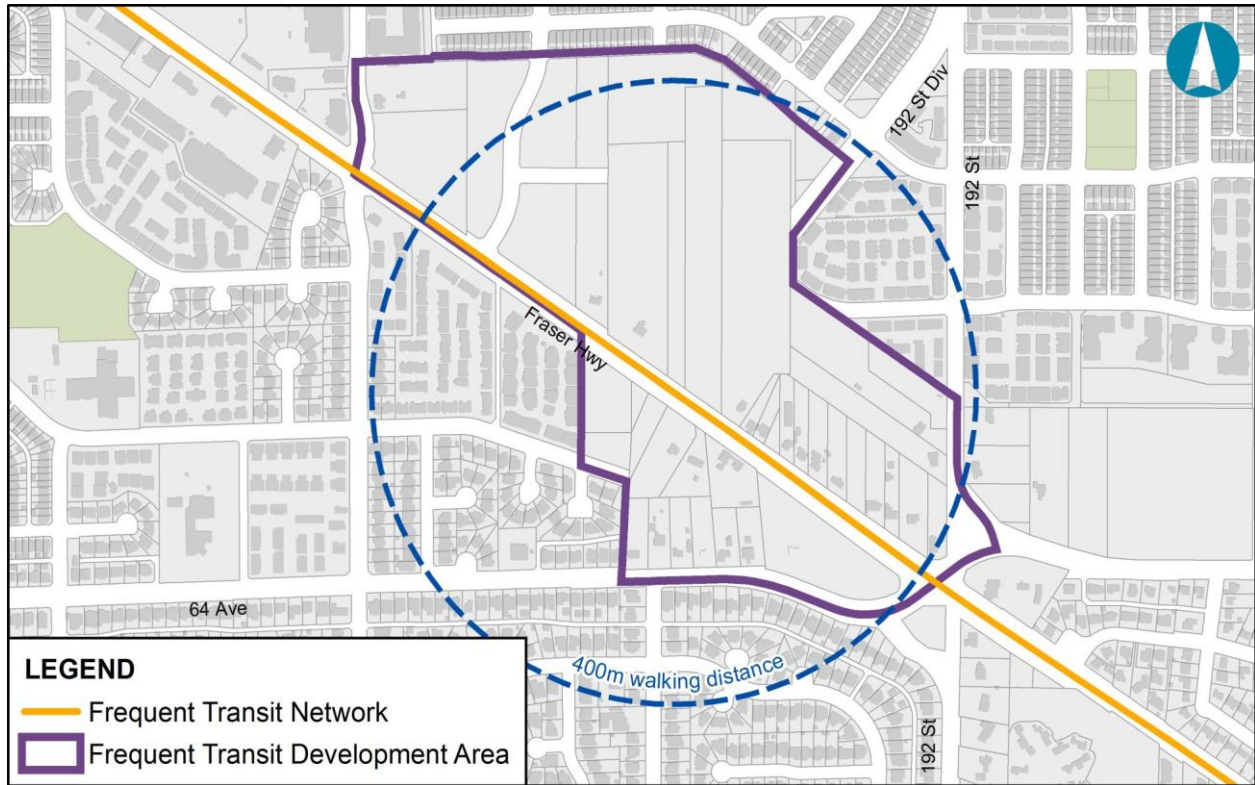 192 St Div
192 St
Fraser Hwy
64 Ave
400m walking distance
192 St
LEGEND
Frequent Transit Network
Frequent Transit Development Area